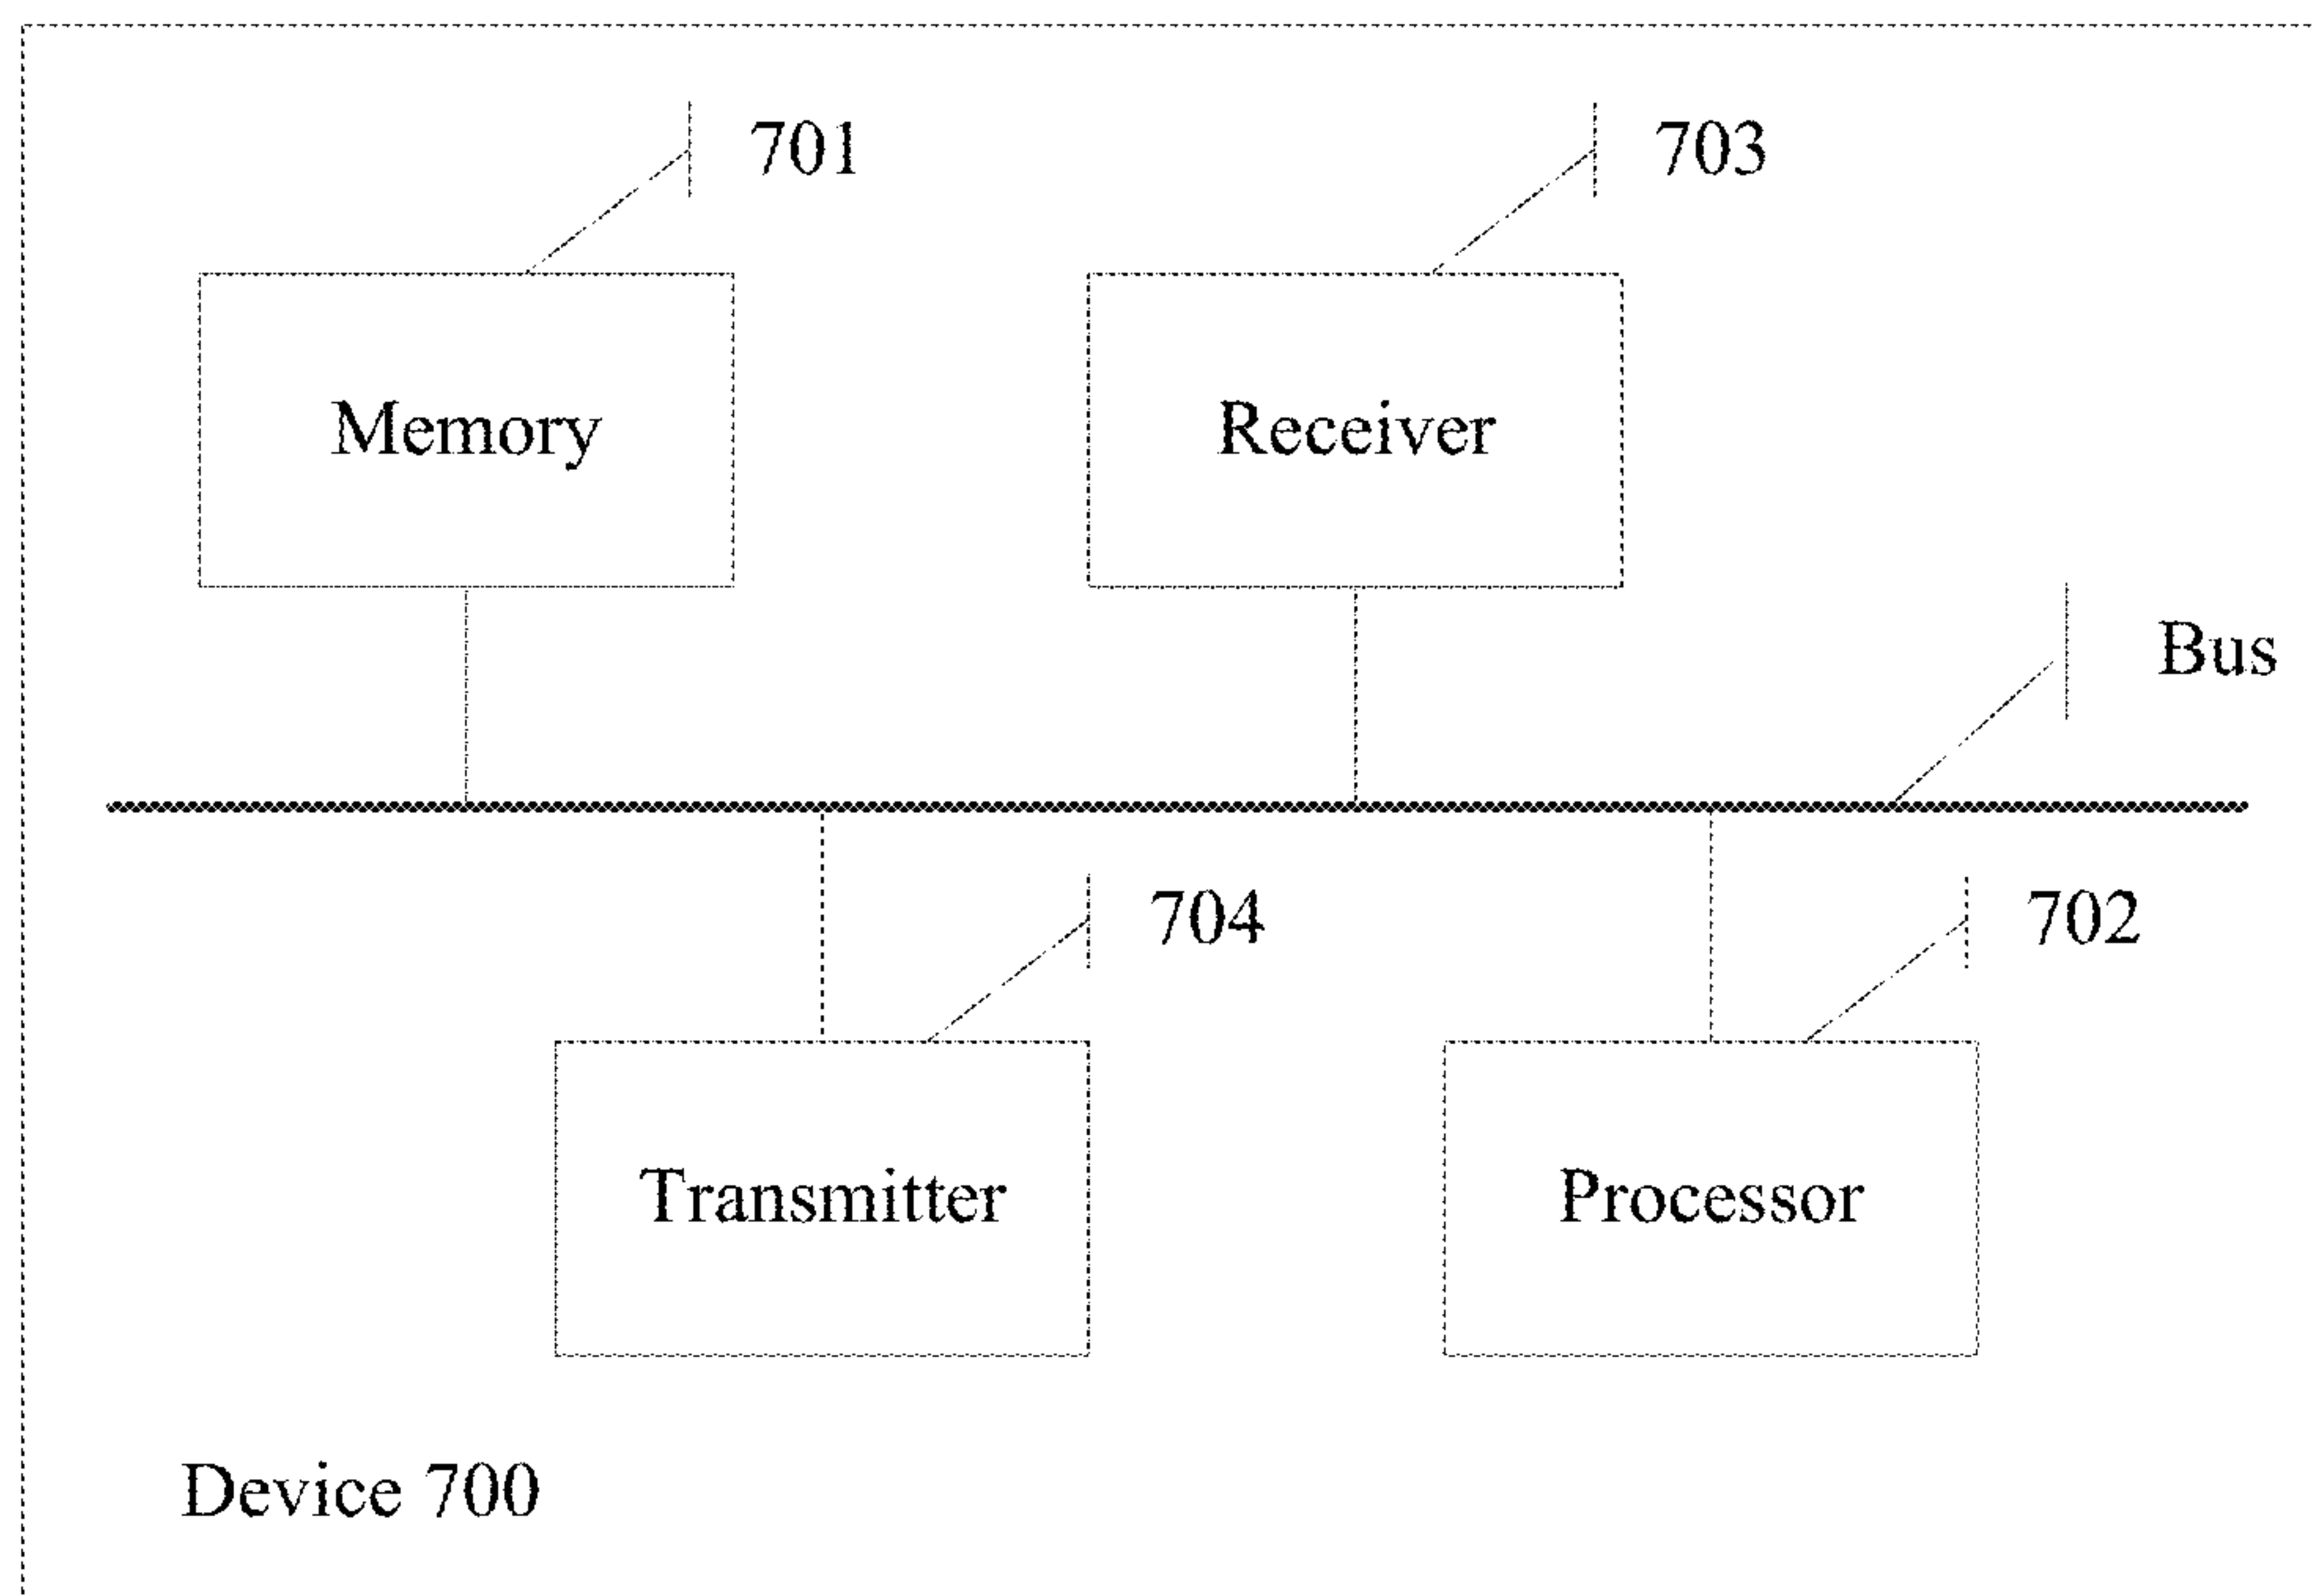 701
703
Memory
Receiver
Bus
704
702
Transmitter
Processor
Device 700